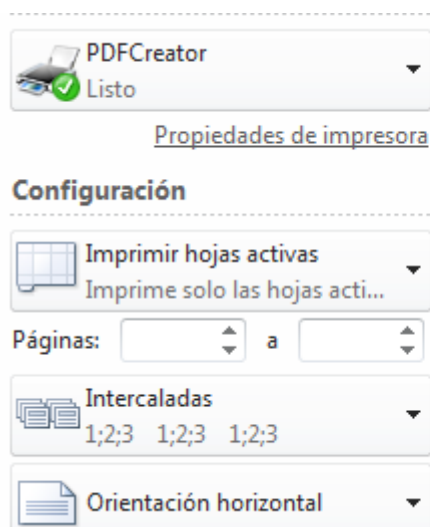 PDFCreator
Listo
Propiedades de impresora
Configuración
Imprimir hojas activas
Imprime solo las hojas acti...
Páginas: a
Intercaladas
1;2;3 1;2;3 1;2;3
Orientación horizontal